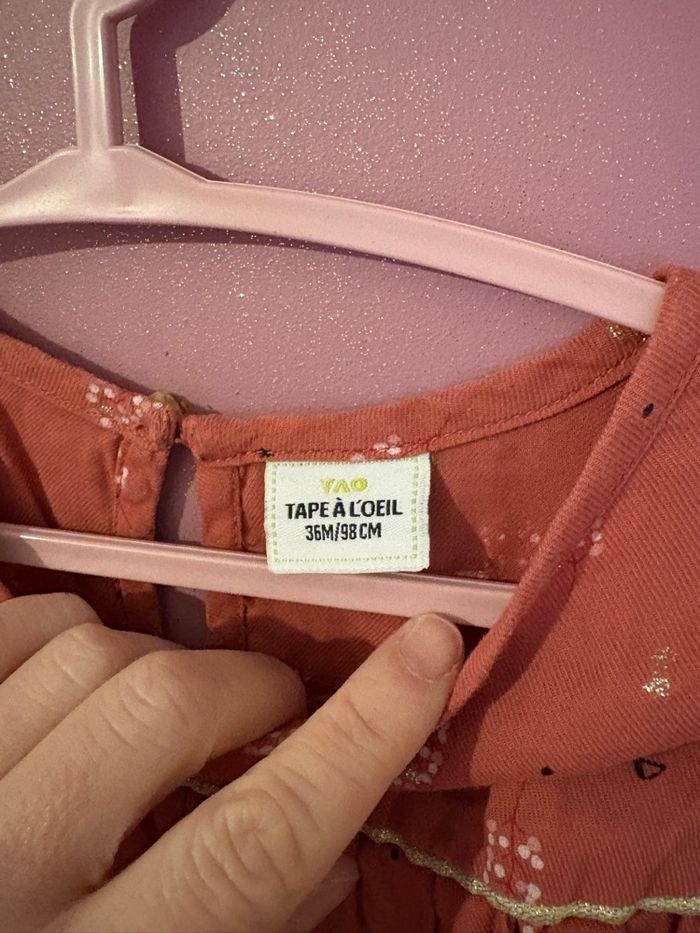 TAO
TAPE À L'OEIL
36M/98CM